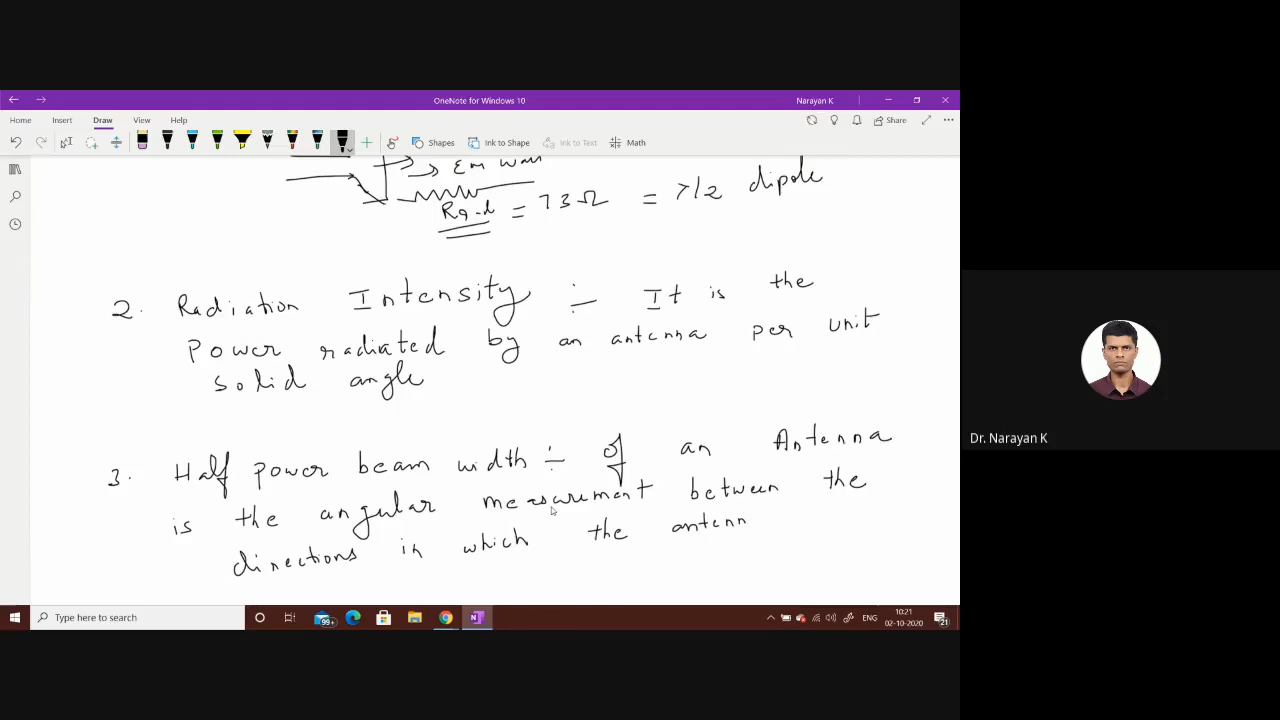 OneNote for Windows 10
Narayan K
Home Insert Draw View Help
Share
Shapes Ink to Shape Ink to Text Math
Em wav
Rrad = 73Ω = λ/2 dipole
2. Radiation Intensity ÷ It is the
power radiated by an antenna per unit
solid angle
3. Half power beam width ÷ of an Antenna
is the angular measurement between the
directions in which the antenn
Dr. Narayan K
Type here to search
99+
ENG
10:21
02-10-2020
21